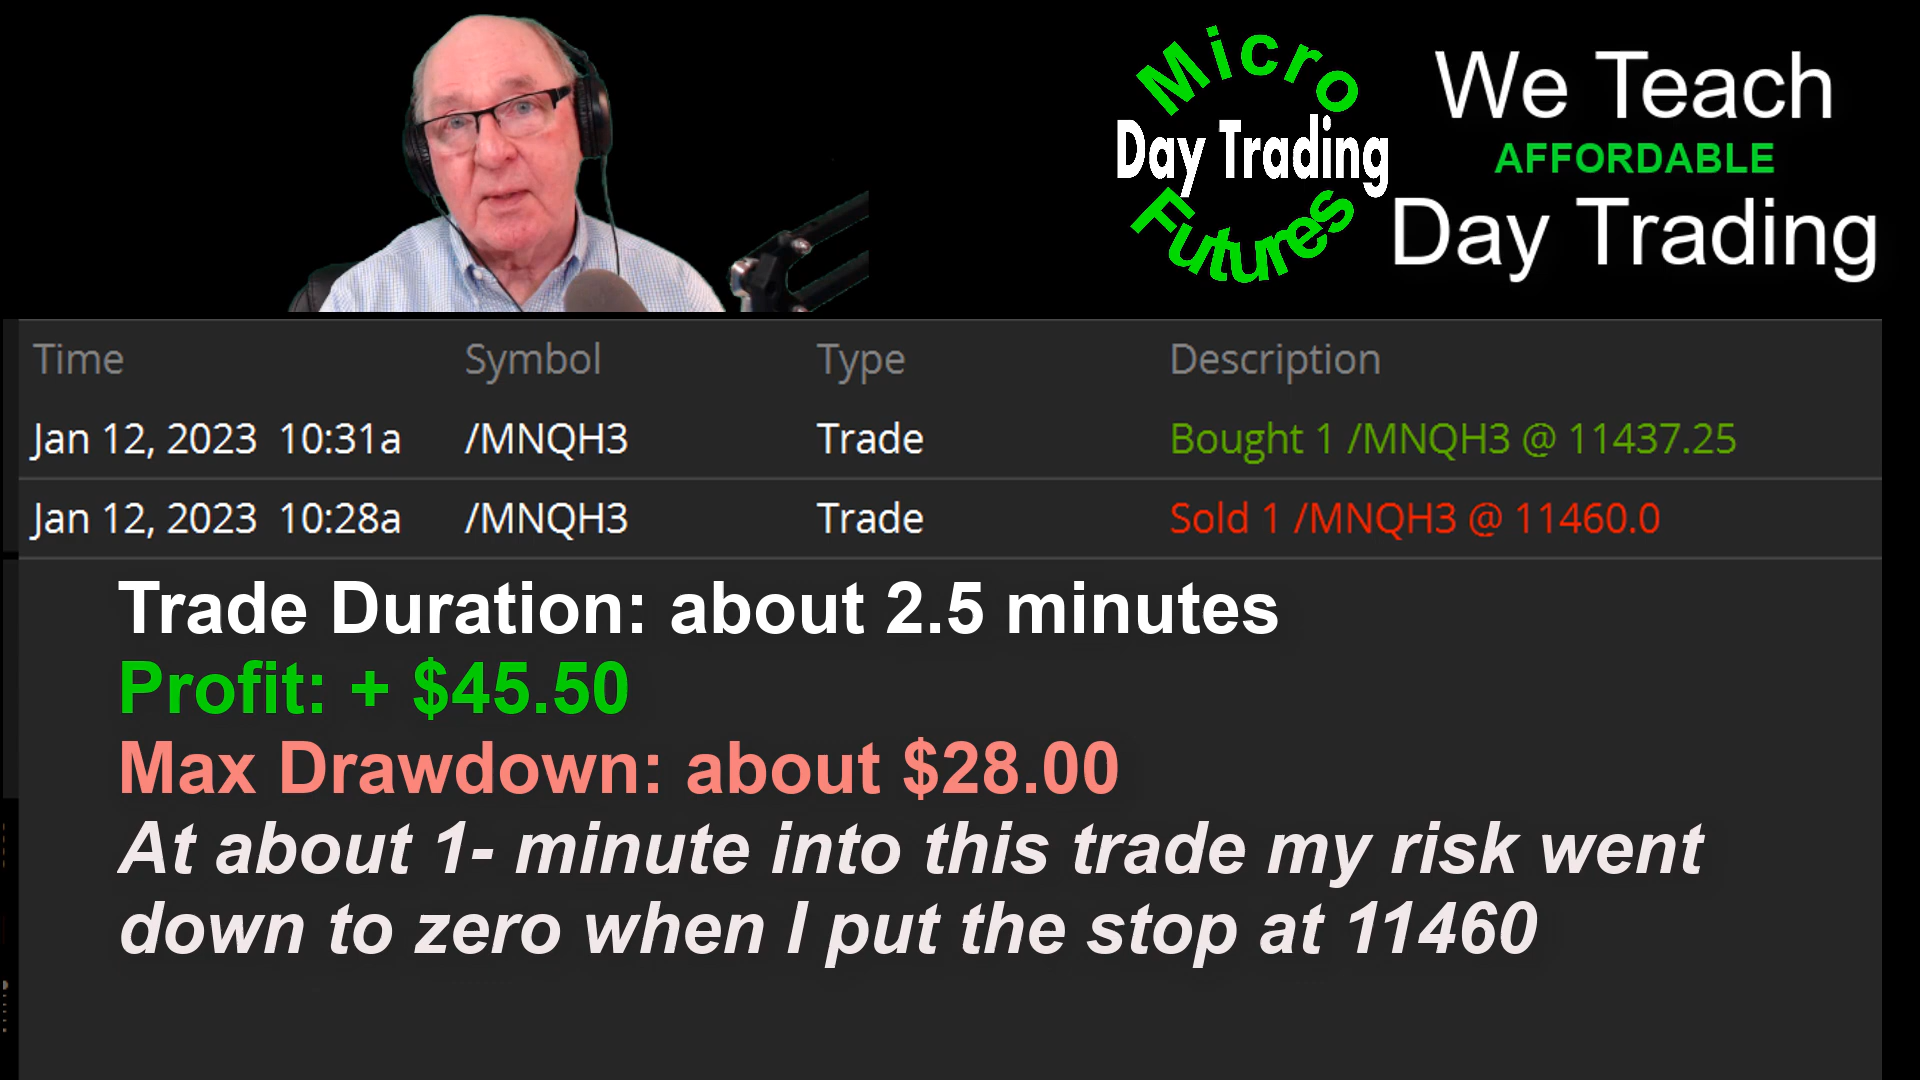 Micro
Day Trading
Futures
We Teach
AFFORDABLE
Day Trading
Time Symbol Type Description
Jan 12, 2023 10:31a /MNQH3 Trade Bought 1 /MNQH3 @ 11437.25
Jan 12, 2023 10:28a /MNQH3 Trade Sold 1 /MNQH3 @ 11460.0
Trade Duration: about 2.5 minutes
Profit: + $45.50
Max Drawdown: about $28.00
At about 1- minute into this trade my risk went
down to zero when I put the stop at 11460